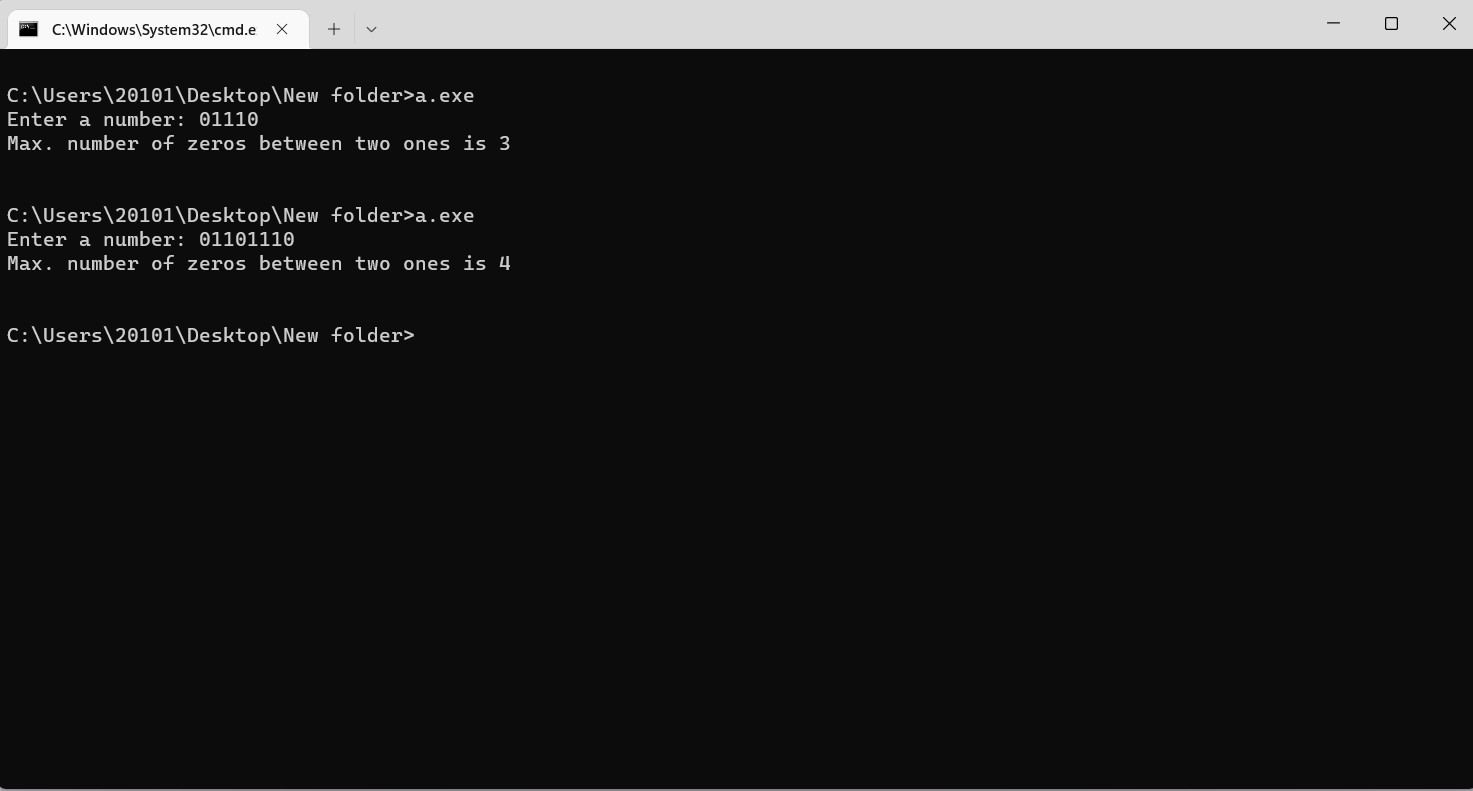 C:\Windows\System32\cmd.e
C:\Users\20101\Desktop\New folder>a.exe
Enter a number: 01110
Max. number of zeros between two ones is 3
C:\Users\20101\Desktop\New folder>a.exe
Enter a number: 01101110
Max. number of zeros between two ones is 4
C:\Users\20101\Desktop\New folder>